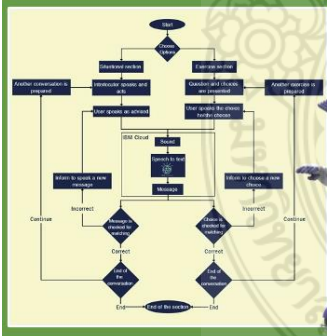 Start
Choose
Options
Situational section
Exercise section
Another conversation is
prepared
Interlocutor speaks and
acts
Question and choices
are presented
Another exercise is
prepared
User speaks as advised
User speaks the choice
he/she choose
IBM Cloud
Sound
Speech to text
Message
Inform to speak a new
message
Inform to choose a new
choice
Continue
Incorrect
Incorrect
Continue
Message is
checked for
matching
Choice is
checked for
matching
Correct
Correct
End of
the
conversation
End of
the
conversation
End
End of the section
End